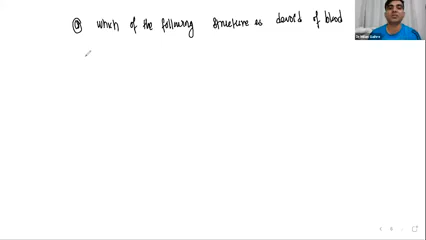 Q which of the following structure is devoid of blood